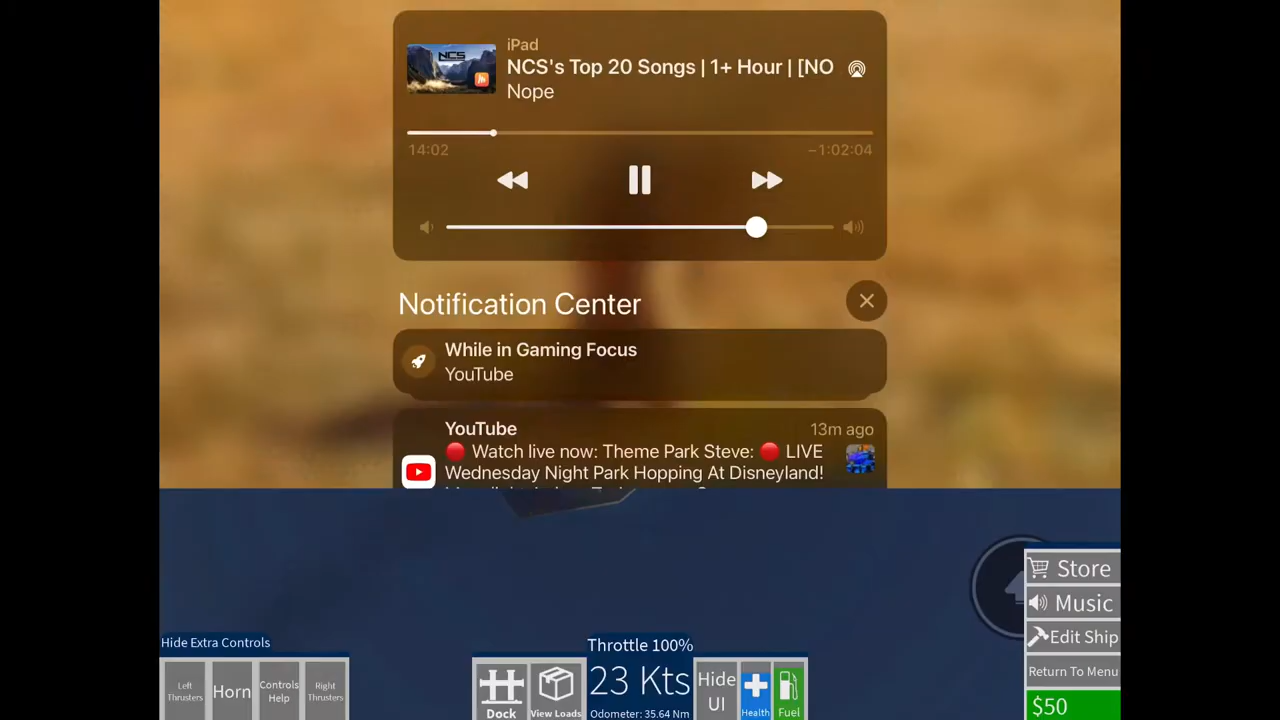 NCS
iPad
NCS's Top 20 Songs | 1+ Hour | [NO
Nope
14:02
−1:02:04
Notification Center
While in Gaming Focus
YouTube
YouTube
13m ago
🔴 Watch live now: Theme Park Steve: 🔴 LIVE
Wednesday Night Park Hopping At Disneyland!
Store
Music
Edit Ship
Return To Menu
$50
Hide Extra Controls
Left Thrusters
Horn
Controls Help
Right Thrusters
Dock
View Loads
Throttle 100%
23 Kts
Odometer: 35.64 Nm
Hide UI
Health
Fuel